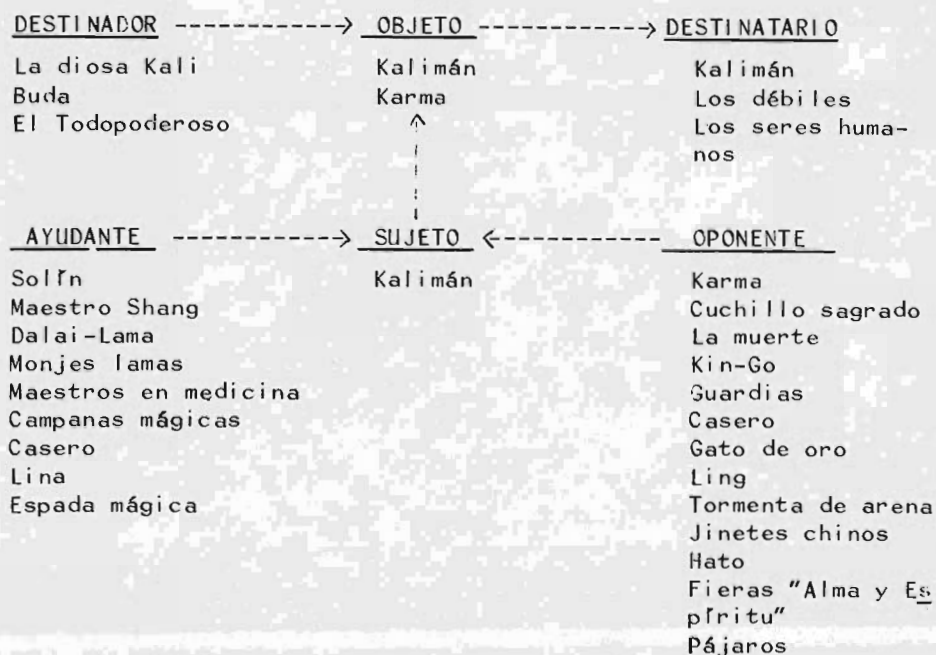 DESTINADOR ----------> OBJETO ----------> DESTINATARIO
La diosa Kali
Buda
El Todopoderoso
Kalimán
Karma
Kalimán
Los débiles
Los seres huma-
nos
AYUDANTE ----------> SUJETO <---------- OPONENTE
Solín
Maestro Shang
Dalai-Lama
Monjes lamas
Maestros en medicina
Campanas mágicas
Casero
Lina
Espada mágica
Kalimán
Karma
Cuchillo sagrado
La muerte
Kin-Go
Guardias
Casero
Gato de oro
Ling
Tormenta de arena
Jinetes chinos
Hato
Fieras "Alma y Es
píritu"
Pájaros